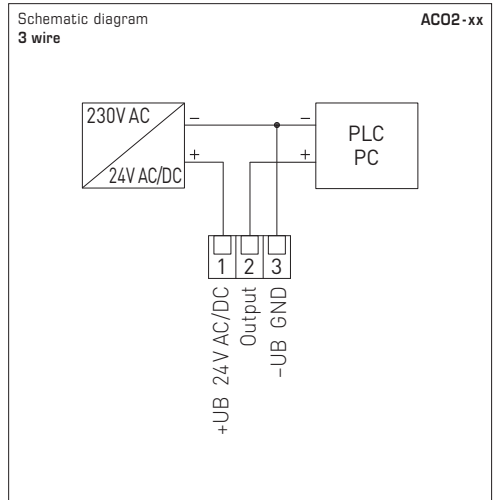 Schematic diagram
3 wire
ACO2-xx
230V AC
24V AC/DC
−
+
−
+
PLC
PC
1 2 3
+UB 24V AC/DC
Output
−UB GND